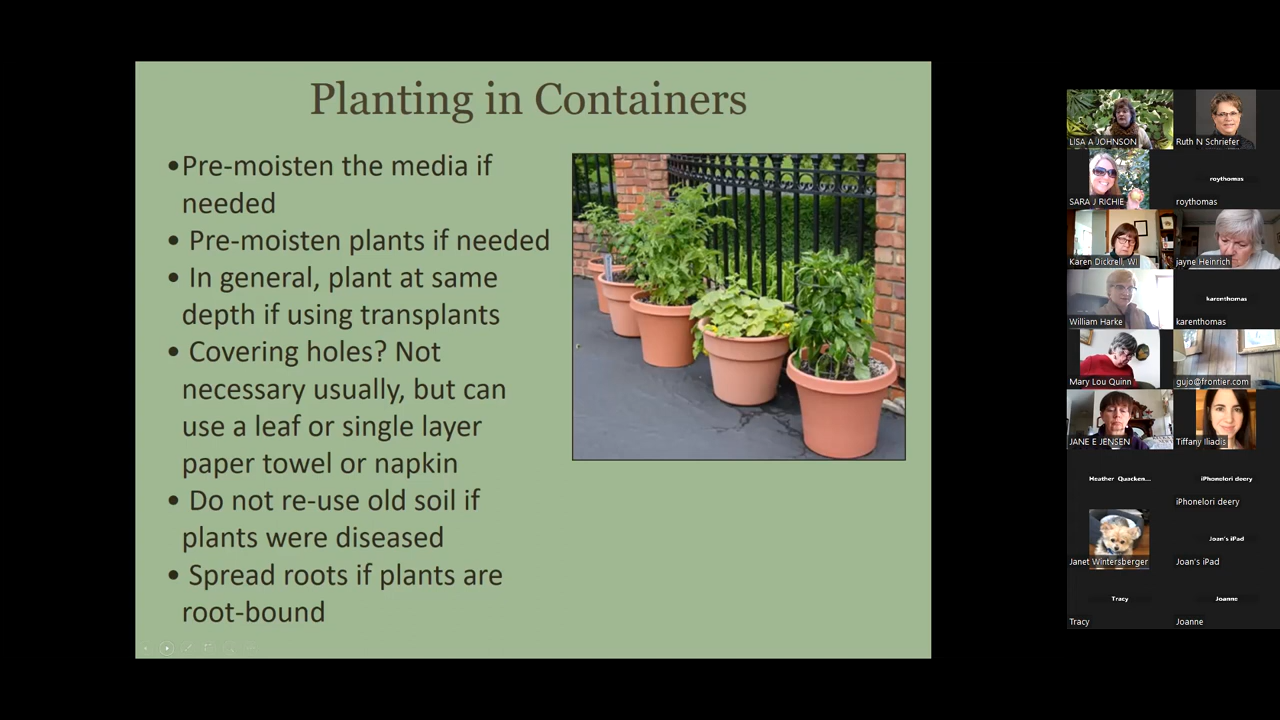 Planting in Containers
•Pre-moisten the media if
needed
• Pre-moisten plants if needed
• In general, plant at same
depth if using transplants
• Covering holes? Not
necessary usually, but can
use a leaf or single layer
paper towel or napkin
• Do not re-use old soil if
plants were diseased
• Spread roots if plants are
root-bound
LISA A JOHNSON
Ruth N Schriefer
SARA J RICHIE
roythomas
roythomas
Karen Dickrell, WI
jayne Heinrich
William Harke
karenthomas
karenthomas
Mary Lou Quinn
gujo@frontier.com
JANE E JENSEN
Tiffany Iliadis
Heather Quacken...
iPhonelori deery
iPhonelori deery
Janet Wintersberger
Joan's iPad
Joan's iPad
Tracy
Tracy
Joanne
Joanne